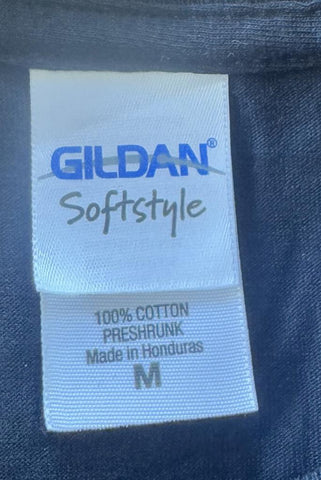 GILDAN®
Softstyle
100% COTTON
PRESHRUNK
Made in Honduras
M